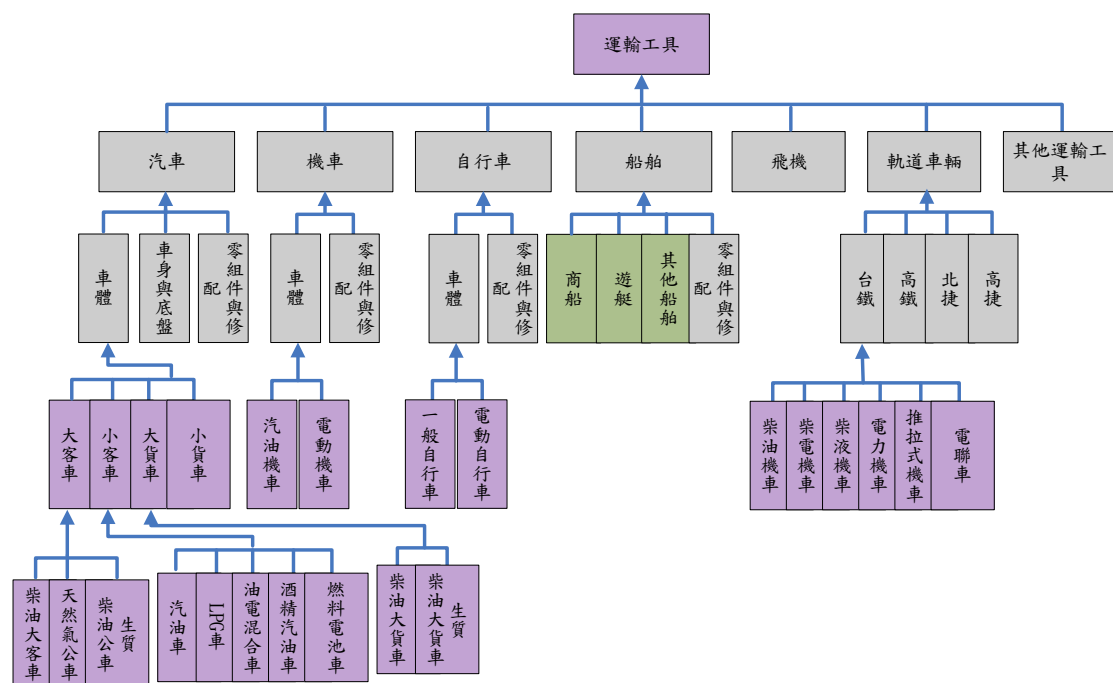 運輸工具
汽車
機車
自行車
船舶
飛機
軌道車輛
其他運輸工
具
車體
車身與底盤
零組件與修
配
車體
零組件與修
配
車體
零組件與修
配
商船
遊艇
其他船舶
零組件與修
配
台鐵
高鐵
北捷
高捷
大客車
小客車
大貨車
小貨車
汽油機車
電動機車
一般自行車
電動自行車
柴油機車
柴電機車
柴液機車
電力機車
推拉式機車
電聯車
柴油大客車
天然氣公車
生質
柴油公車
汽油車
LPG車
油電混合車
酒精汽油車
燃料電池車
柴油大貨車
生質
柴油大貨車